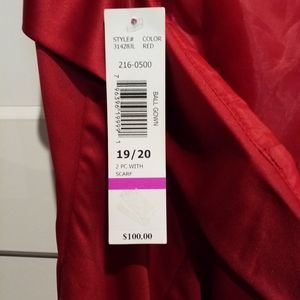 STYLE# COLOR
31428JL RED
216-0500
BALL GOWN
19/20
2 PC WITH
SCARF
$100.00